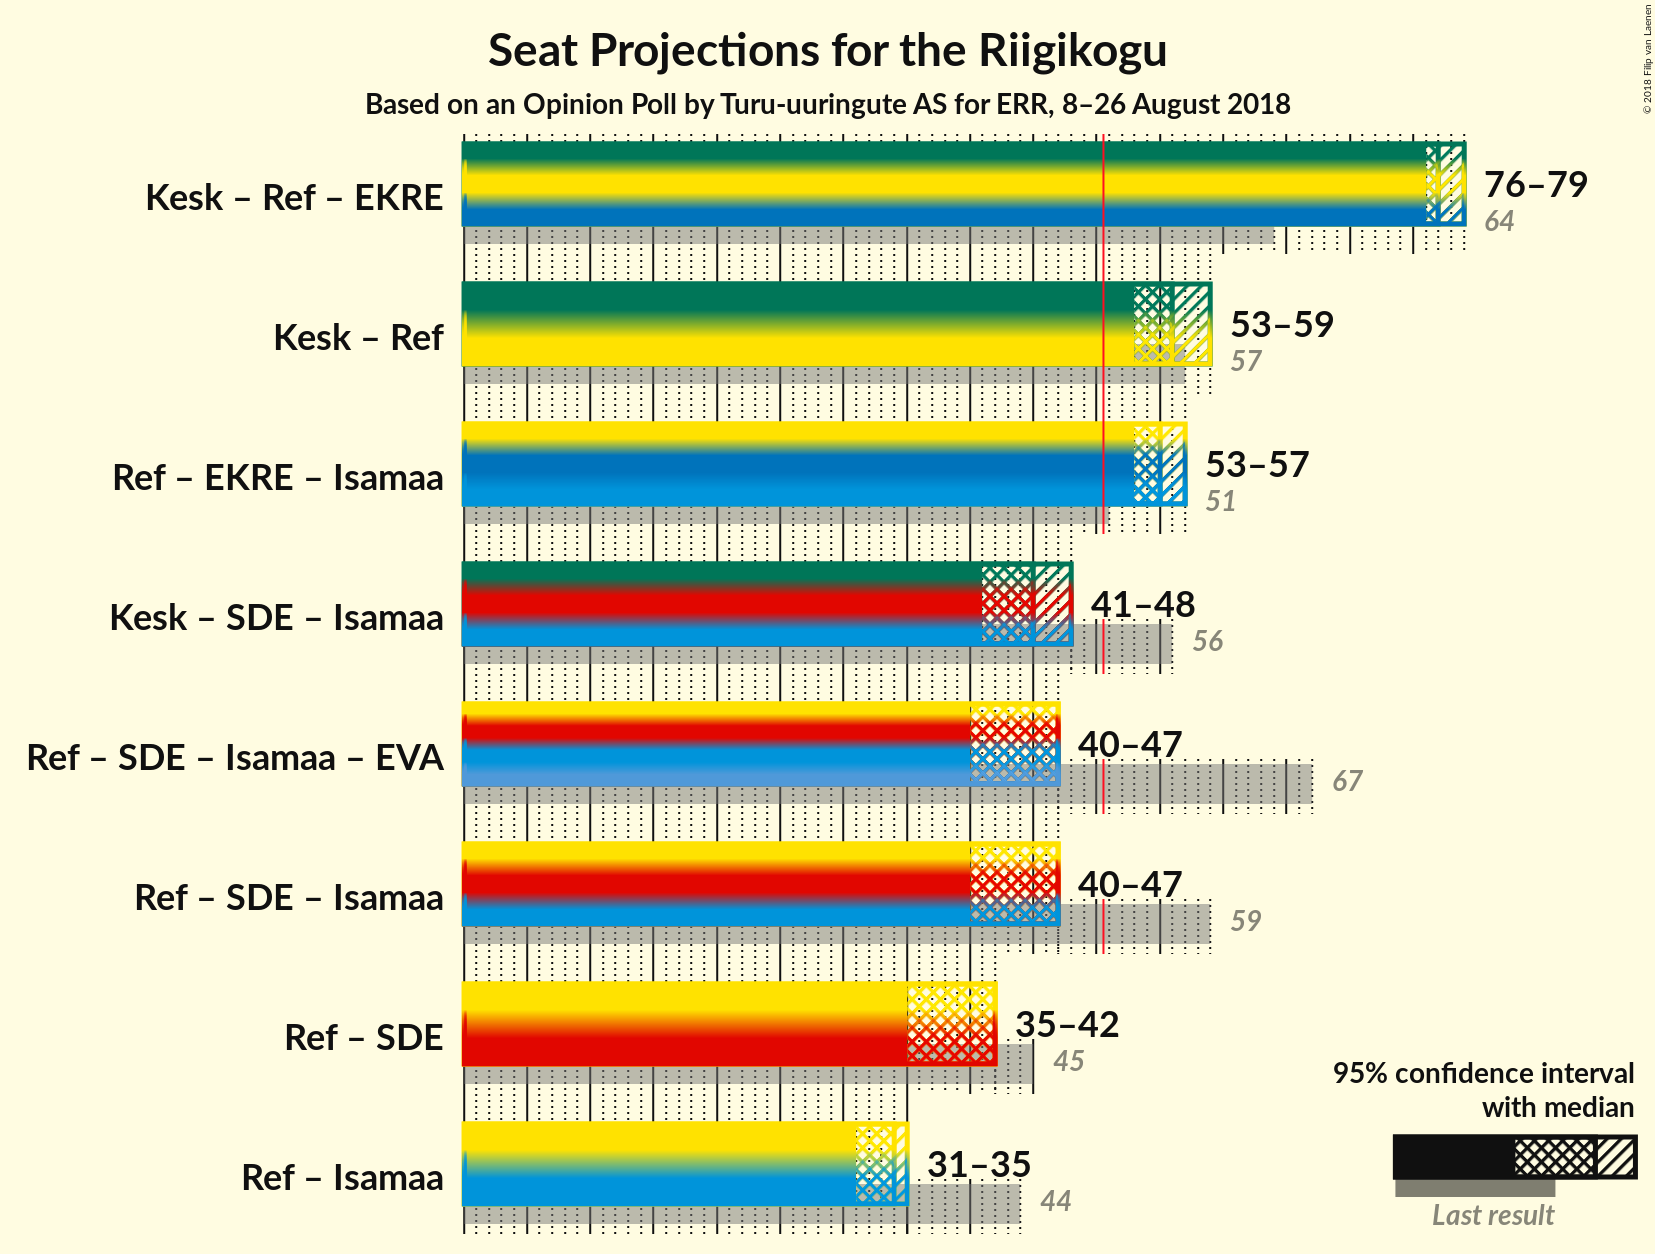 Seat Projections for the Riigikogu
Based on an Opinion Poll by Turu-uuringute AS for ERR, 8–26 August 2018
© 2018 Filip van Laenen
Kesk – Ref – EKRE
76–79
64
Kesk – Ref
53–59
57
Ref – EKRE – Isamaa
53–57
51
Kesk – SDE – Isamaa
41–48
56
Ref – SDE – Isamaa – EVA
40–47
67
Ref – SDE – Isamaa
40–47
59
Ref – SDE
35–42
45
Ref – Isamaa
31–35
44
95% confidence interval
with median
Last result